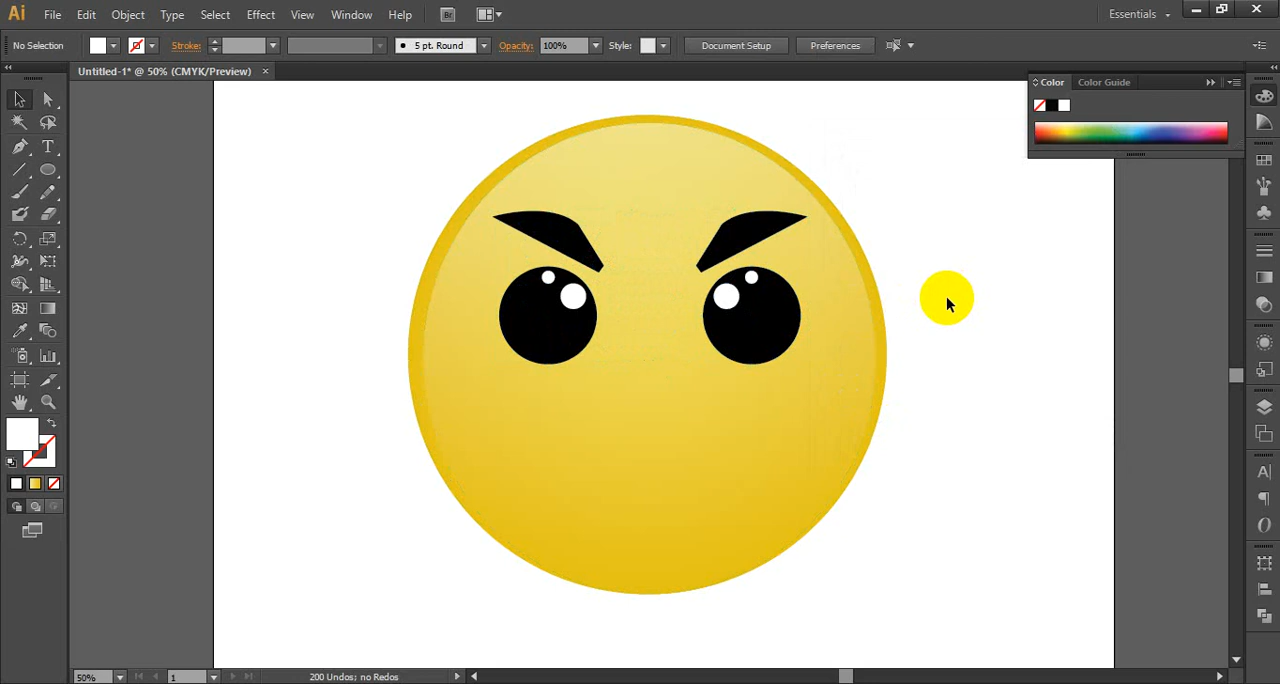 Ai File Edit Object Type Select Effect View Window Help Br Essentials
No Selection Stroke: 5 pt. Round Opacity: 100% Style: Document Setup Preferences
Untitled-1* @ 50% (CMYK/Preview) ×
Color Color Guide
T
A
50% 1 200 Undos; no Redos